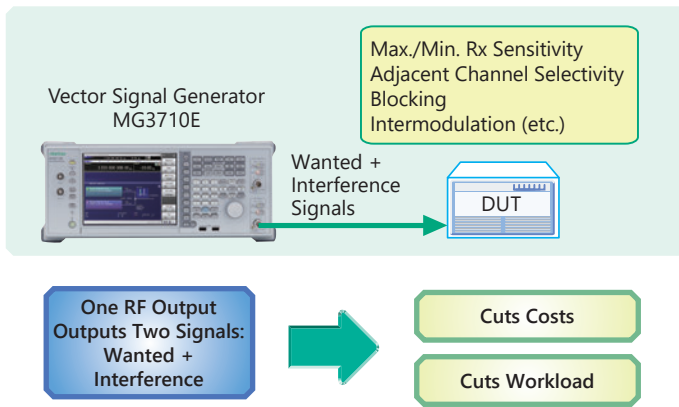 Max./Min. Rx Sensitivity
Adjacent Channel Selectivity
Blocking
Intermodulation (etc.)
Vector Signal Generator
MG3710E
Wanted +
Interference
Signals
DUT
One RF Output
Outputs Two Signals:
Wanted +
Interference
Cuts Costs
Cuts Workload